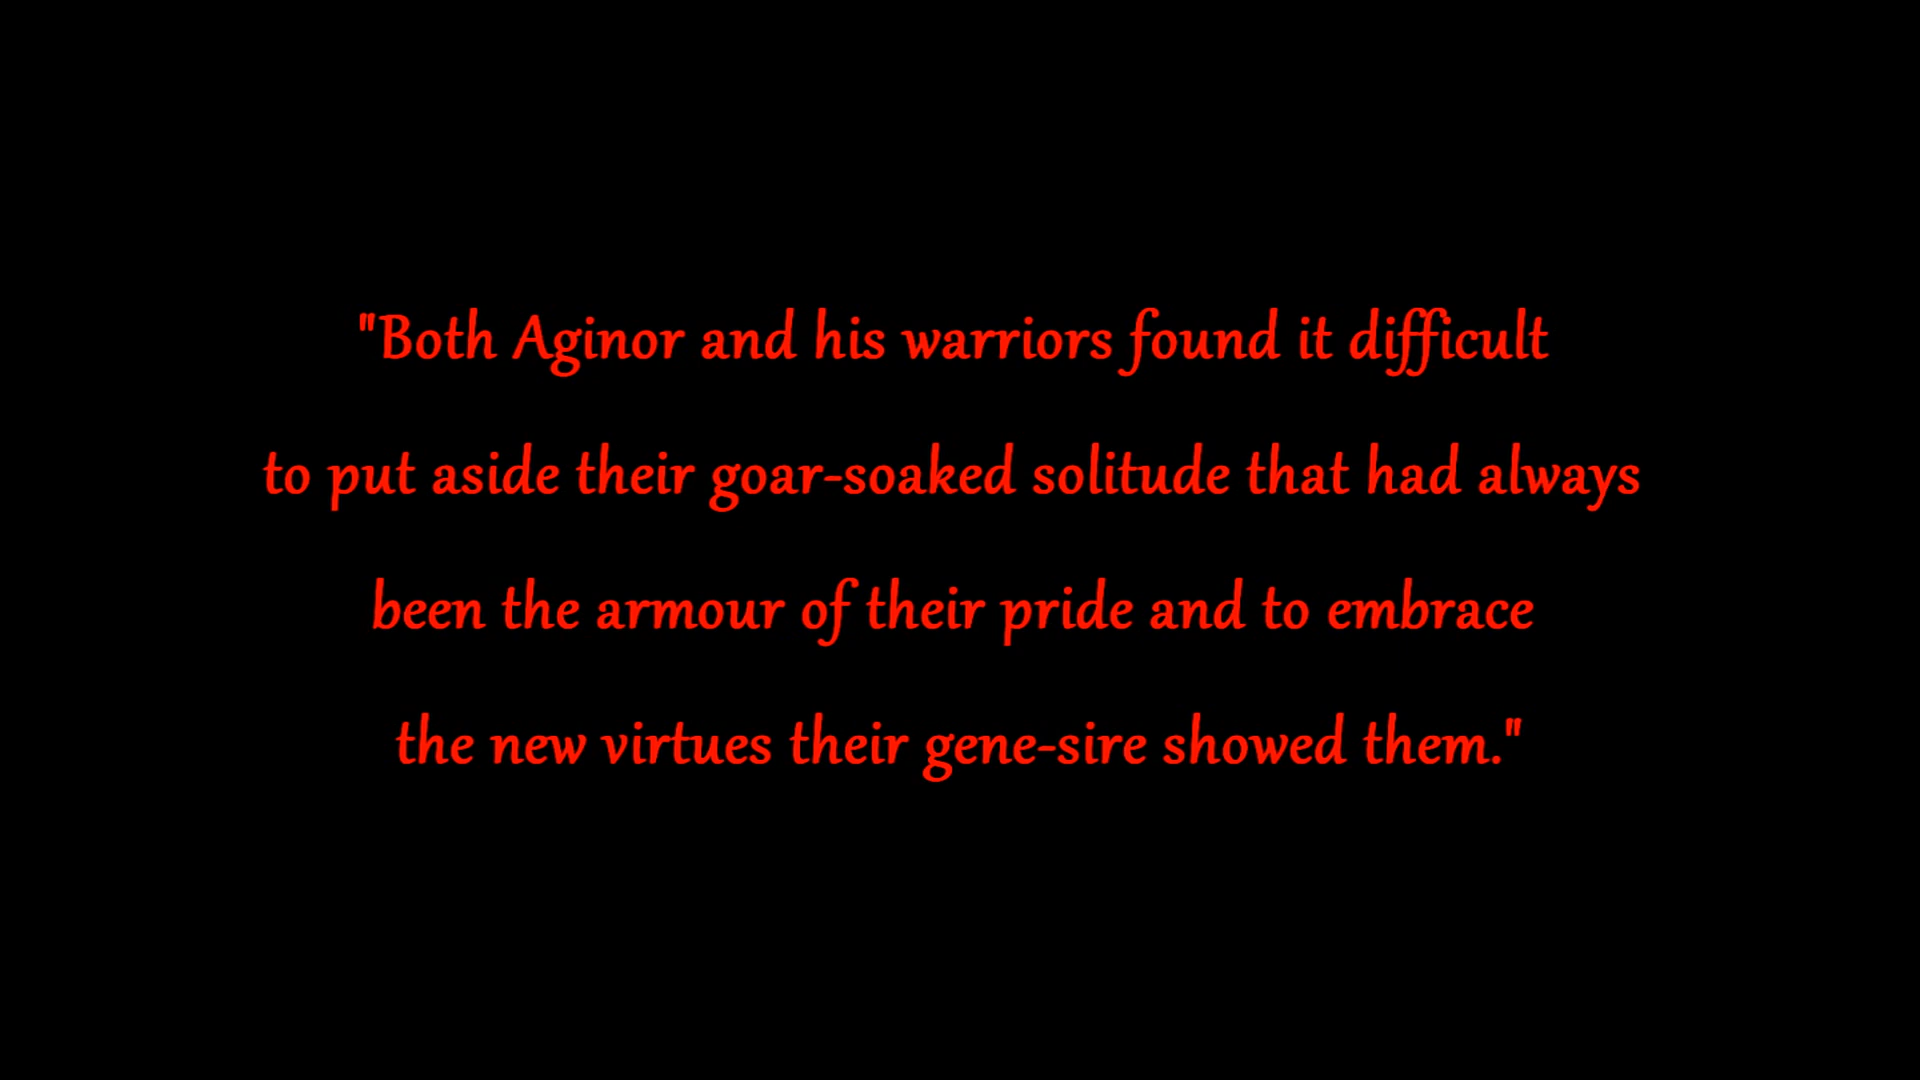 "Both Aginor and his warriors found it difficult
to put aside their goar-soaked solitude that had always
been the armour of their pride and to embrace
the new virtues their gene-sire showed them."